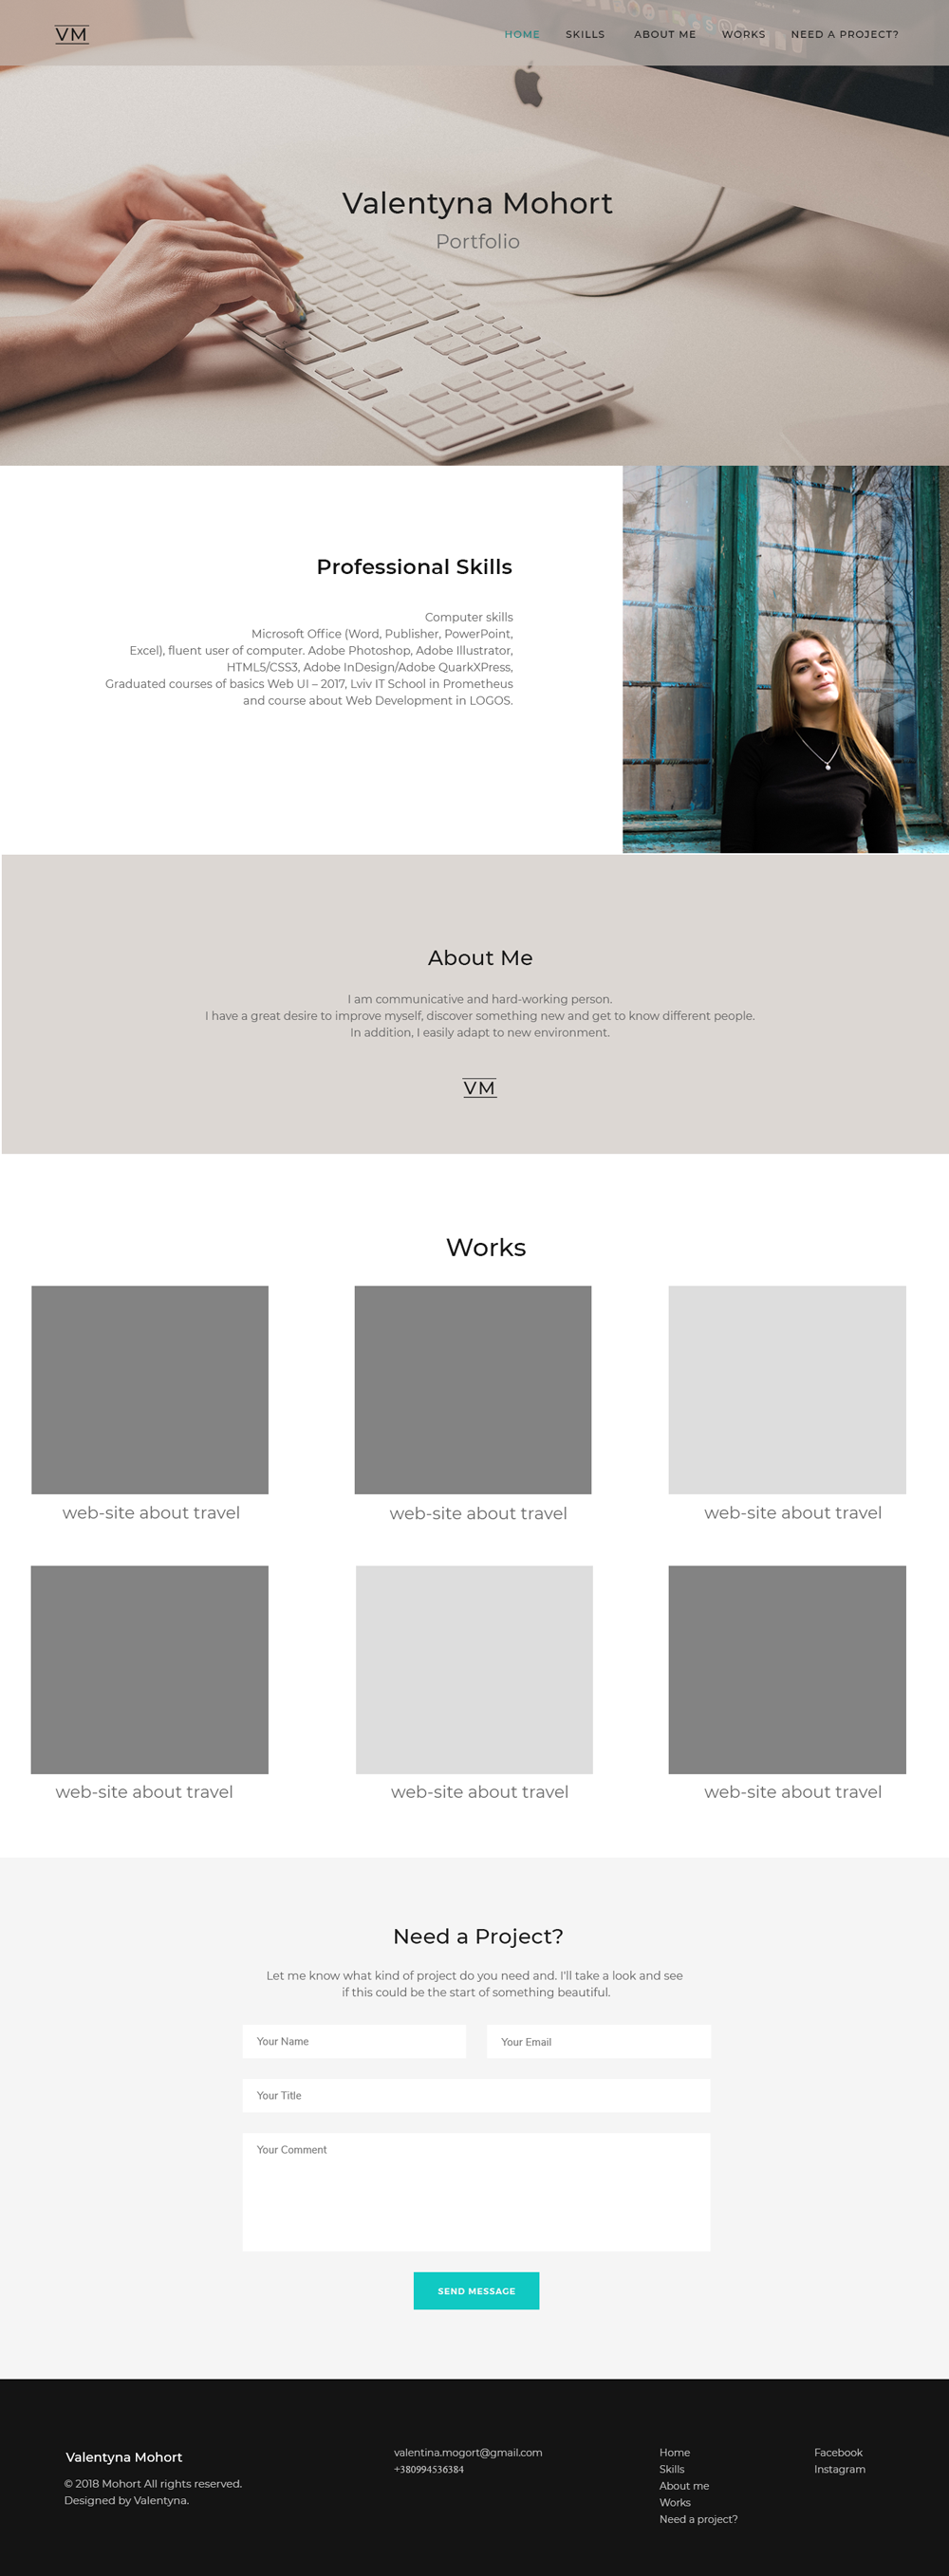 VM
HOME SKILLS ABOUT ME WORKS NEED A PROJECT?
Valentyna Mohort
Portfolio
Professional Skills
Computer skills
Microsoft Office (Word, Publisher, PowerPoint,
Excel), fluent user of computer. Adobe Photoshop, Adobe Illustrator,
HTML5/CSS3, Adobe InDesign/Adobe QuarkXPress,
Graduated courses of basics Web UI – 2017, Lviv IT School in Prometheus
and course about Web Development in LOGOS.
About Me
I am communicative and hard-working person.
I have a great desire to improve myself, discover something new and get to know different people.
In addition, I easily adapt to new environment.
VM
Works
web-site about travel
web-site about travel
web-site about travel
web-site about travel
web-site about travel
web-site about travel
Need a Project?
Let me know what kind of project do you need and. I'll take a look and see
if this could be the start of something beautiful.
Your Name
Your Email
Your Title
Your Comment
SEND MESSAGE
Valentyna Mohort
© 2018 Mohort All rights reserved.
Designed by Valentyna.
valentina.mogort@gmail.com
+380994536384
Home
Skills
About me
Works
Need a project?
Facebook
Instagram